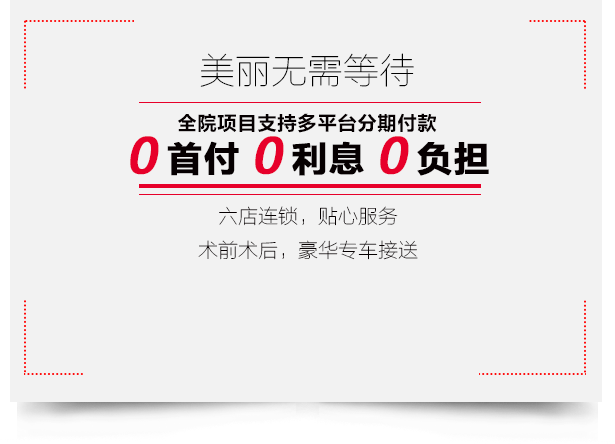 美丽无需等待
全院项目支持多平台分期付款
0首付 0利息 0负担
六店连锁，贴心服务
术前术后，豪华专车接送